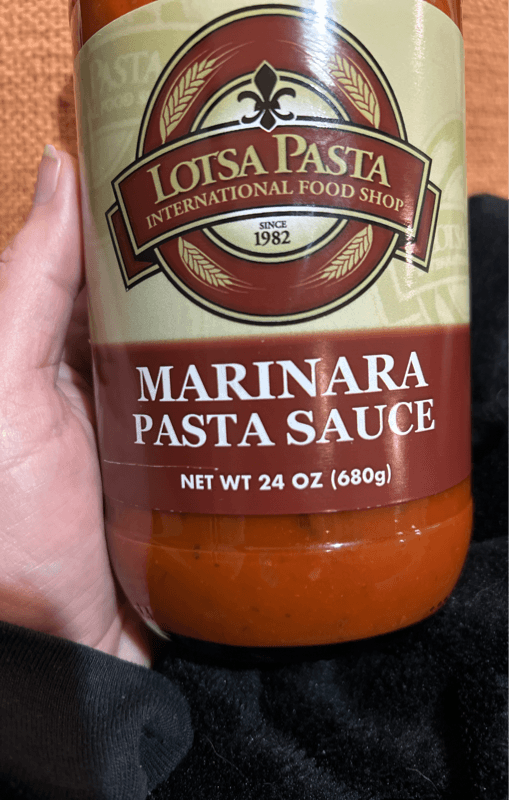 LOTSA PASTA
INTERNATIONAL FOOD SHOP
SINCE
1982
MARINARA
PASTA SAUCE
NET WT 24 OZ (680g)